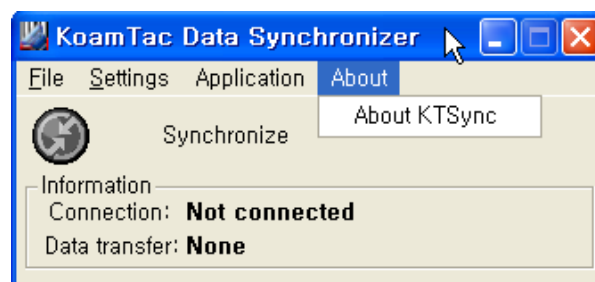 KoamTac Data Synchronizer
File Settings Application About
About KTSync
Synchronize
Information
Connection: Not connected
Data transfer: None